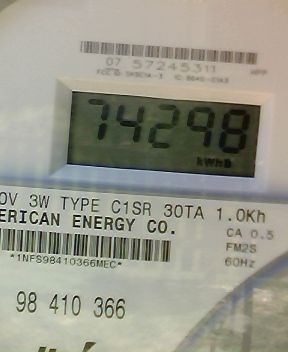 07 57245311
74298
kWhB
0V 3W TYPE C1SR 30TA 1.0Kh
ERICAN ENERGY CO.
CA 0.5
FM2S
*1NFS98410366MEC*
60Hz
98 410 366